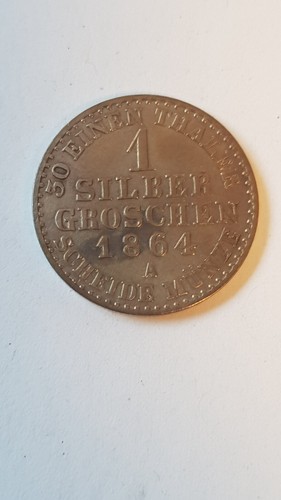 30 EINEN THALER
1
SILBER
GROSCHEN
1864
A
SCHEIDE MÜNZE